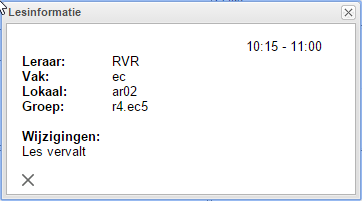 Lesinformatie
10:15 - 11:00
Leraar: RVR
Vak: ec
Lokaal: ar02
Groep: r4.ec5
Wijzigingen:
Les vervalt